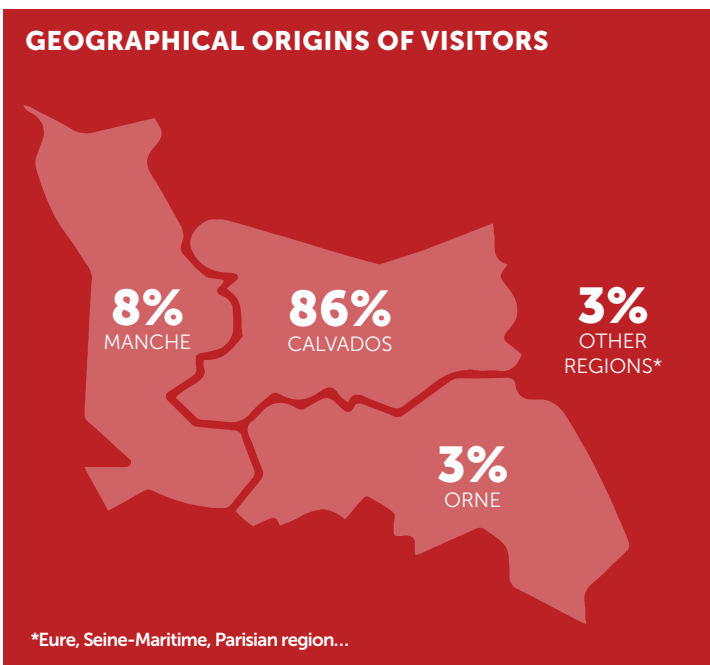 GEOGRAPHICAL ORIGINS OF VISITORS
8%
MANCHE
86%
CALVADOS
3%
OTHER
REGIONS*
3%
ORNE
*Eure, Seine-Maritime, Parisian region...